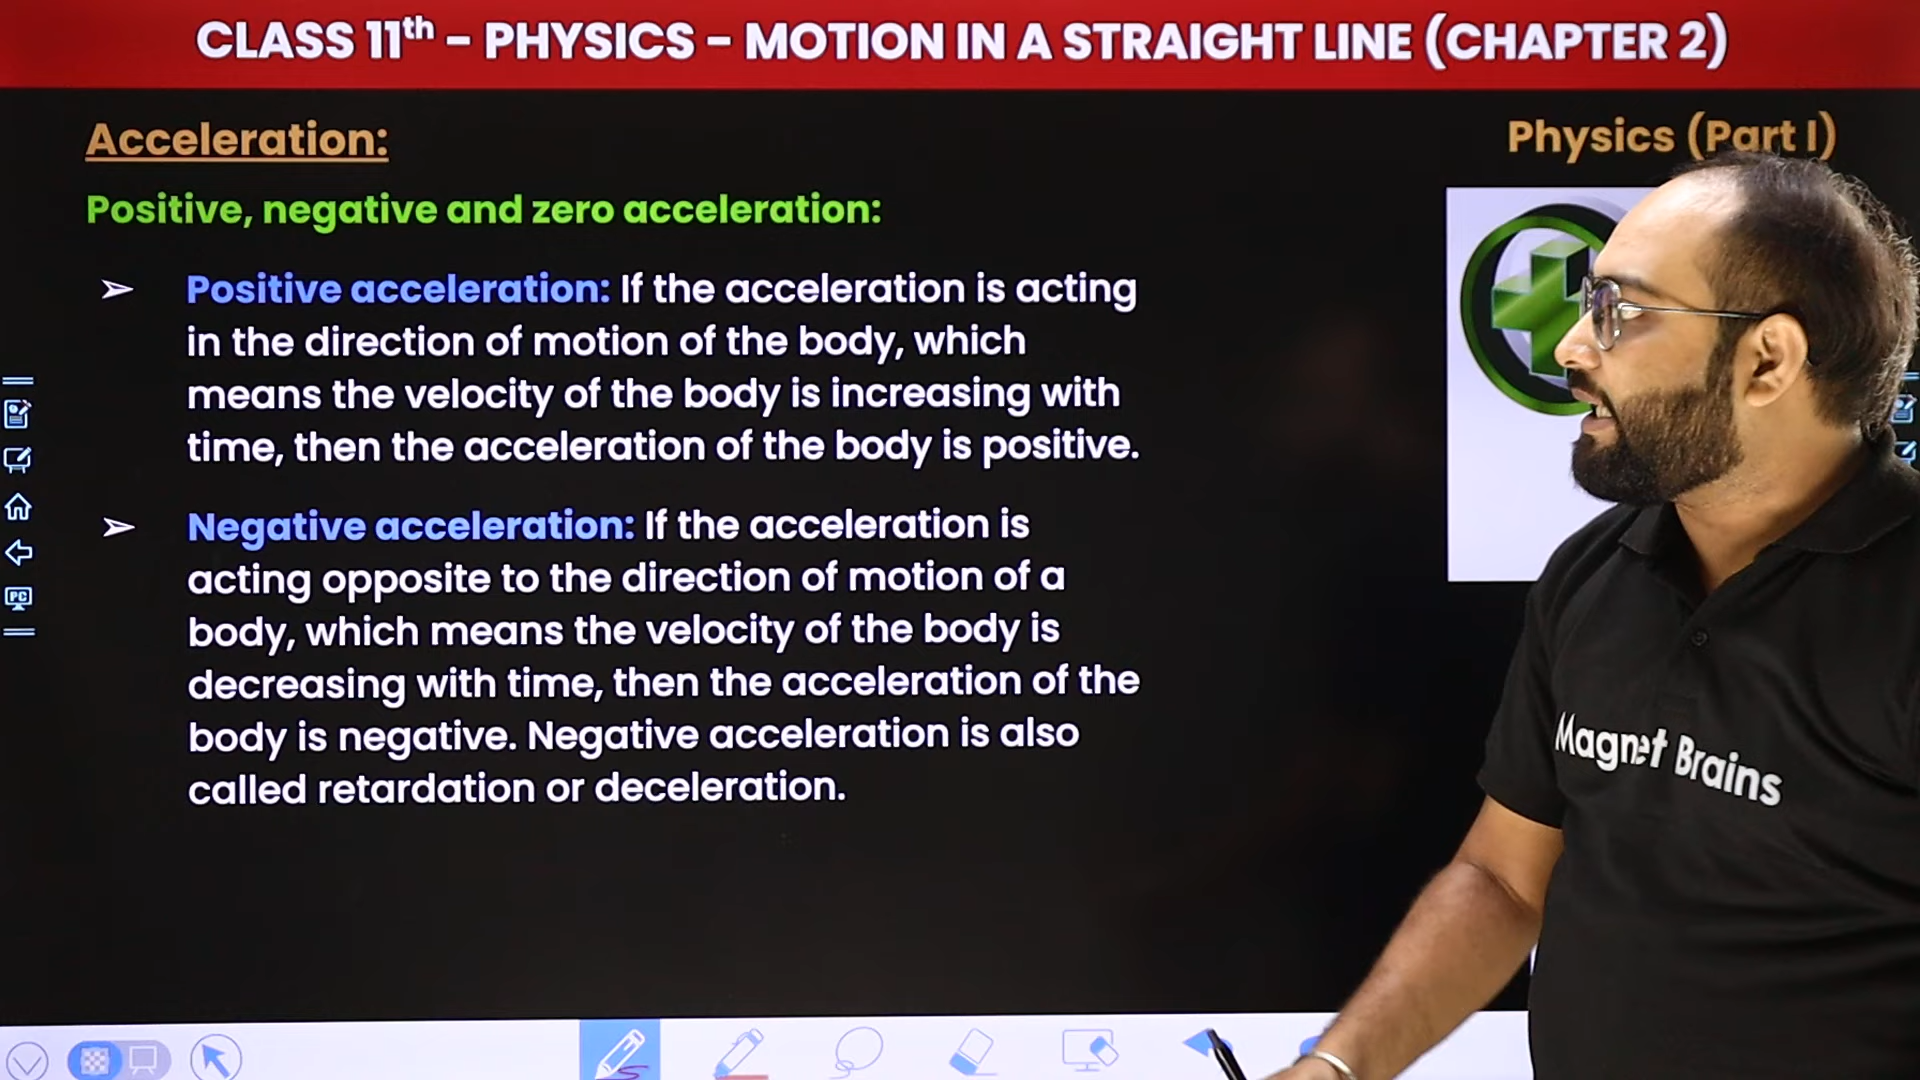 CLASS 11th - PHYSICS - MOTION IN A STRAIGHT LINE (CHAPTER 2)
Acceleration:
Physics (Part I)
Positive, negative and zero acceleration:
➢ Positive acceleration: If the acceleration is acting
in the direction of motion of the body, which
means the velocity of the body is increasing with
time, then the acceleration of the body is positive.
➢ Negative acceleration: If the acceleration is
acting opposite to the direction of motion of a
body, which means the velocity of the body is
decreasing with time, then the acceleration of the
body is negative. Negative acceleration is also
called retardation or deceleration.
PC
Magnet Brains